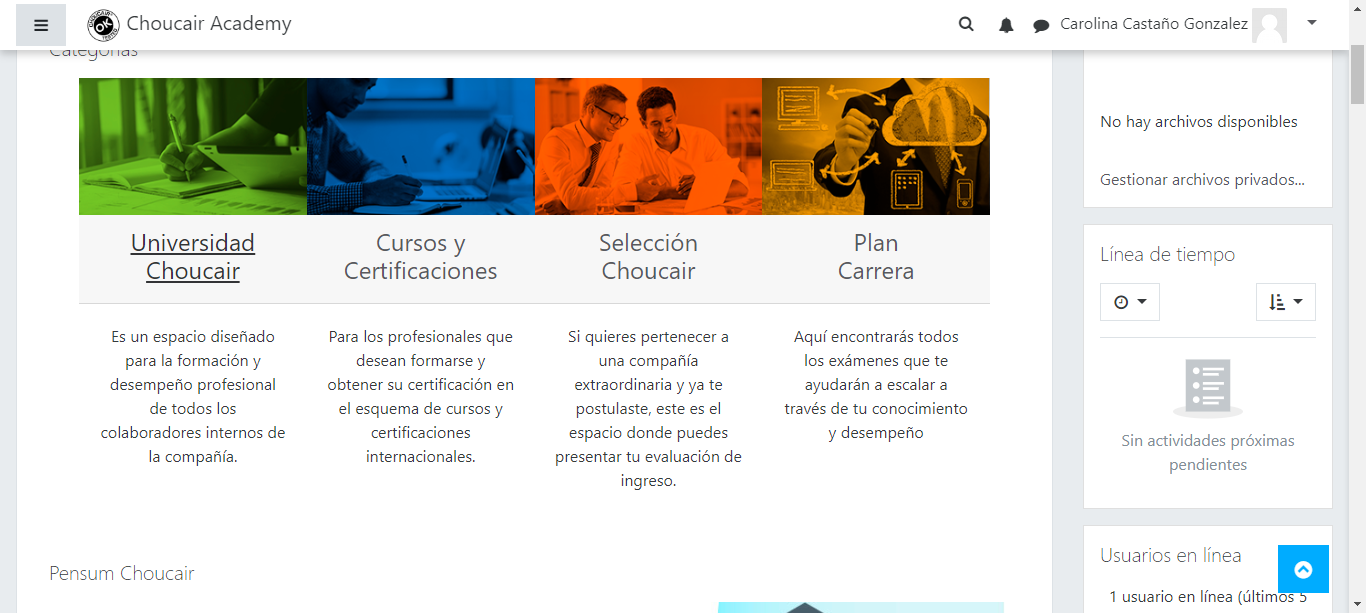 Choucair Academy
Carolina Castaño Gonzalez
Categorías
Universidad
Choucair
Cursos y
Certificaciones
Selección
Choucair
Plan
Carrera
Es un espacio diseñado
para la formación y
desempeño profesional
de todos los
colaboradores internos de
la compañía.
Para los profesionales que
desean formarse y
obtener su certificación en
el esquema de cursos y
certificaciones
internacionales.
Si quieres pertenecer a
una compañía
extraordinaria y ya te
postulaste, este es el
espacio donde puedes
presentar tu evaluación de
ingreso.
Aquí encontrarás todos
los exámenes que te
ayudarán a escalar a
través de tu conocimiento
y desempeño
Pensum Choucair
No hay archivos disponibles
Gestionar archivos privados...
Línea de tiempo
Sin actividades próximas
pendientes
Usuarios en línea
1 usuario en línea (últimos 5